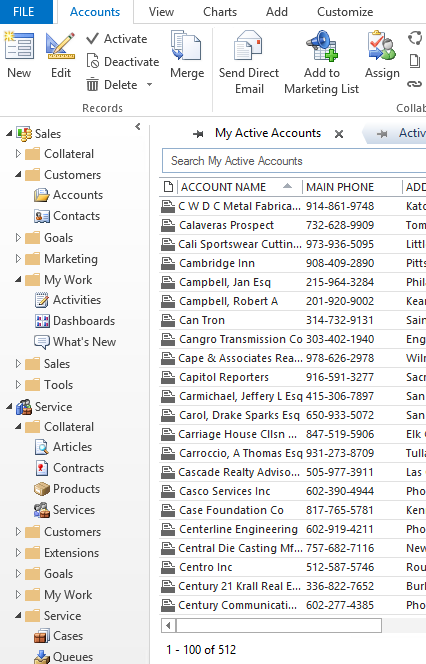 FILE Accounts View Charts Add Customize
New
Edit
Activate
Deactivate
Delete
Merge
Send Direct Email
Add to Marketing List
Assign
Records
Collab
Sales
Collateral
Customers
Accounts
Contacts
Goals
Marketing
My Work
Activities
Dashboards
What's New
Sales
Tools
Service
Collateral
Articles
Contracts
Products
Services
Customers
Extensions
Goals
My Work
Service
Cases
Queues
My Active Accounts
Activ
Search My Active Accounts
ACCOUNT NAME MAIN PHONE ADD
C W D C Metal Fabrica... 914-861-9748 Kato
Calaveras Prospect 732-628-9909 Tom
Cali Sportswear Cuttin... 973-936-5095 Littl
Cambridge Inn 908-409-2890 Pitts
Campbell, Jan Esq 215-964-3284 Phil
Campbell, Robert A 201-920-9002 Kear
Can Tron 314-732-9131 Sain
Cangro Transmission Co 303-402-1940 Eng
Cape & Associates Rea... 978-626-2978 Wilm
Capitol Reporters 916-591-3277 Sacr
Carmichael, Jeffery L Esq 415-306-7897 San
Carol, Drake Sparks Esq 650-933-5072 San
Carriage House Cllsn ... 847-519-5906 Elk
Carroccio, A Thomas Esq 931-273-8709 Tulla
Cascade Realty Adviso... 505-977-3911 Las
Casco Services Inc 602-390-4944 Pho
Case Foundation Co 817-765-5781 Ken
Centerline Engineering 602-919-4211 Pho
Central Die Casting Mf... 757-682-7116 New
Centro Inc 512-587-5746 Rou
Century 21 Krall Real E... 336-822-7652 Burl
Century Communicati... 602-277-4385 Pho
1 - 100 of 512